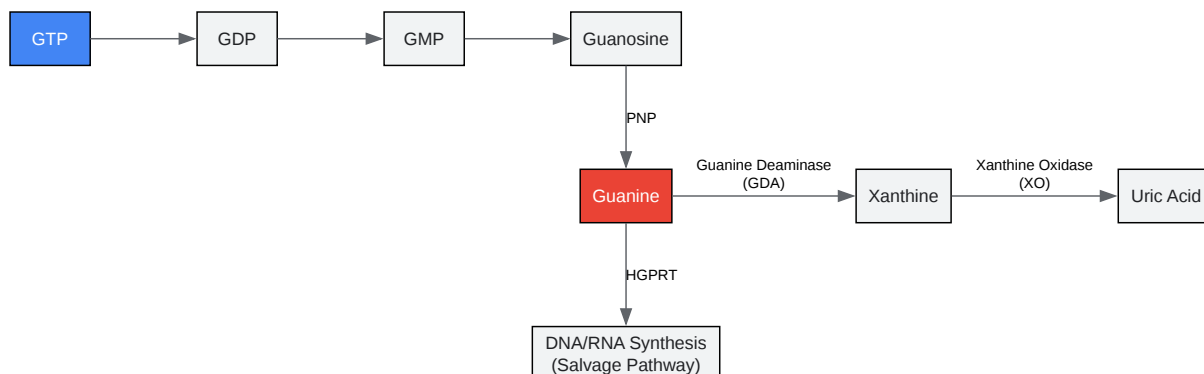 GTP
GDP
GMP
Guanosine
PNP
Guanine Deaminase
(GDA)
Xanthine Oxidase
(XO)
Guanine
Xanthine
Uric Acid
HGPRT
DNA/RNA Synthesis
(Salvage Pathway)